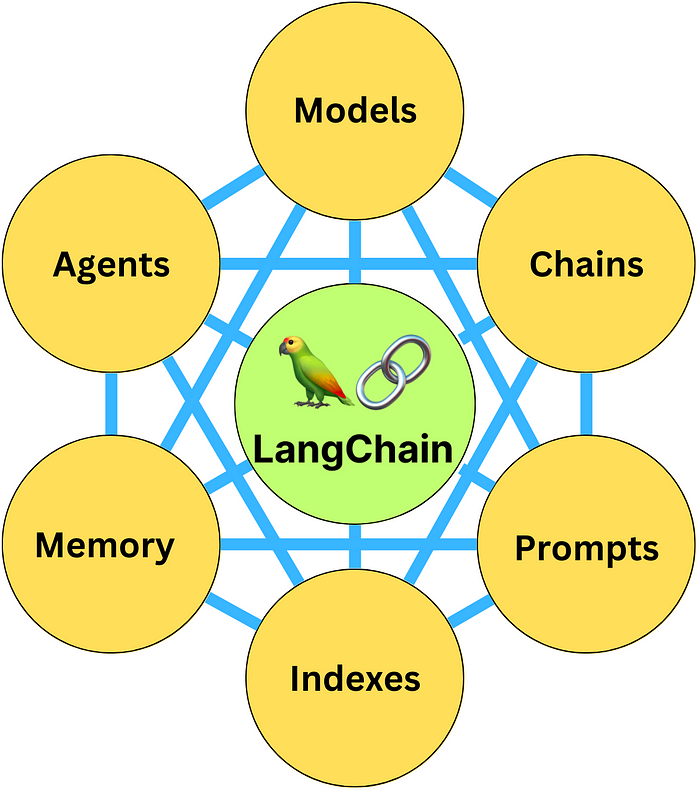 Models
Agents
Chains
LangChain
Memory
Prompts
Indexes